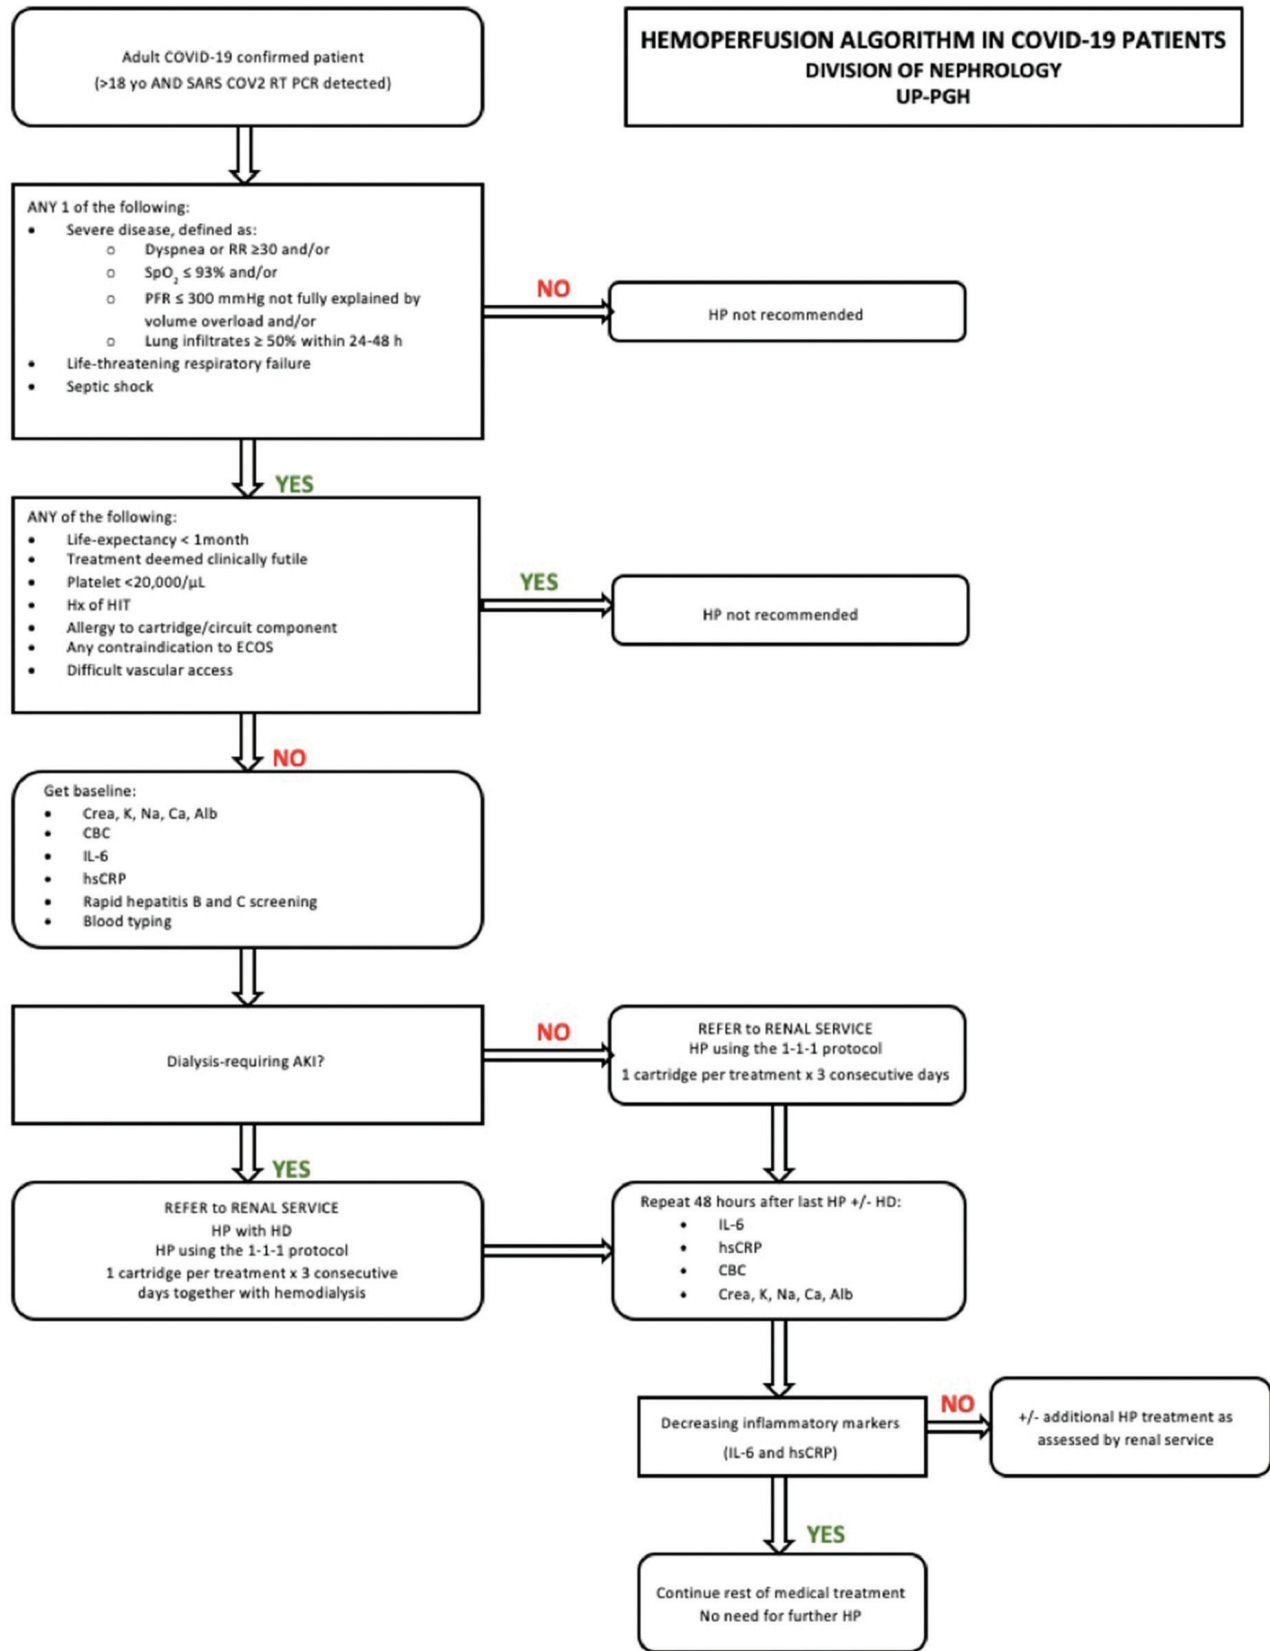 HEMOPERFUSION ALGORITHM IN COVID-19 PATIENTS
DIVISION OF NEPHROLOGY
UP-PGH
Adult COVID-19 confirmed patient
(>18 yo AND SARS COV2 RT PCR detected)
ANY 1 of the following:
• Severe disease, defined as:
o Dyspnea or RR ≥30 and/or
o SpO₂ ≤ 93% and/or
o PFR ≤ 300 mmHg not fully explained by
volume overload and/or
o Lung infiltrates ≥ 50% within 24-48 h
• Life-threatening respiratory failure
• Septic shock
NO
HP not recommended
YES
ANY of the following:
• Life-expectancy < 1month
• Treatment deemed clinically futile
• Platelet <20,000/μL
• Hx of HIT
• Allergy to cartridge/circuit component
• Any contraindication to ECOS
• Difficult vascular access
YES
HP not recommended
NO
Get baseline:
• Crea, K, Na, Ca, Alb
• CBC
• IL-6
• hsCRP
• Rapid hepatitis B and C screening
• Blood typing
Dialysis-requiring AKI?
NO
REFER to RENAL SERVICE
HP using the 1-1-1 protocol
1 cartridge per treatment x 3 consecutive days
YES
REFER to RENAL SERVICE
HP with HD
HP using the 1-1-1 protocol
1 cartridge per treatment x 3 consecutive
days together with hemodialysis
Repeat 48 hours after last HP +/- HD:
• IL-6
• hsCRP
• CBC
• Crea, K, Na, Ca, Alb
Decreasing inflammatory markers
(IL-6 and hsCRP)
NO
+/- additional HP treatment as
assessed by renal service
YES
Continue rest of medical treatment
No need for further HP